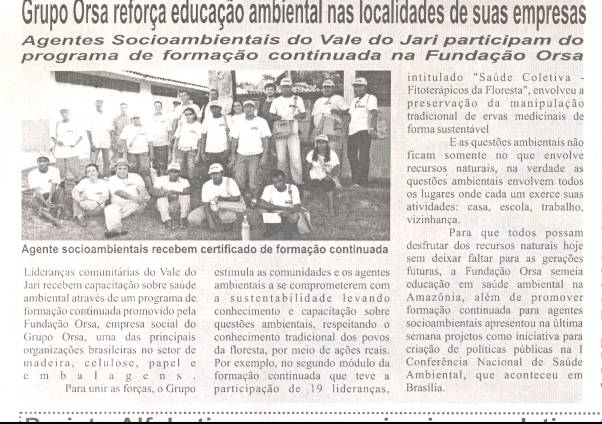 Grupo Orsa reforça educação ambiental nas localidades de suas empresas
Agentes Socioambientais do Vale do Jari participam do
programa de formação continuada na Fundação Orsa
Agente socioambientais recebem certificado de formação continuada
Lideranças comunitárias do Vale do
Jari recebem capacitação sobre saúde
ambiental através de um programa de
formação continuada promovido pela
Fundação Orsa, empresa social do
Grupo Orsa, uma das principais
organizações brasileiras no setor de
madeira, celulose, papel e
embalagens.
Para unir as forças, o Grupo
estimula as comunidades e os agentes
ambientais a se comprometerem com
a sustentabilidade levando
conhecimento e capacitação sobre
questões ambientais, respeitando o
conhecimento tradicional dos povos
da floresta, por meio de ações reais.
Por exemplo, no segundo módulo da
formação continuada que teve a
participação de 19 lideranças,
intitulado "Saúde Coletiva -
Fitoterápicos da Floresta", envolveu a
preservação da manipulação
tradicional de ervas medicinais de
forma sustentável
E as questões ambientais não
ficam somente no que envolve
recursos naturais, na verdade as
questões ambientais envolvem todos
os lugares onde cada um exerce suas
atividades: casa, escola, trabalho,
vizinhança.
Para que todos possam
desfrutar dos recursos naturais hoje
sem deixar faltar para as gerações
futuras, a Fundação Orsa semeia
educação em saúde ambiental na
Amazônia, além de promover
formação continuada para agentes
socioambientais apresentou na última
semana projetos como iniciativa para
criação de políticas públicas na I
Conferência Nacional de Saúde
Ambiental, que aconteceu em
Brasília.